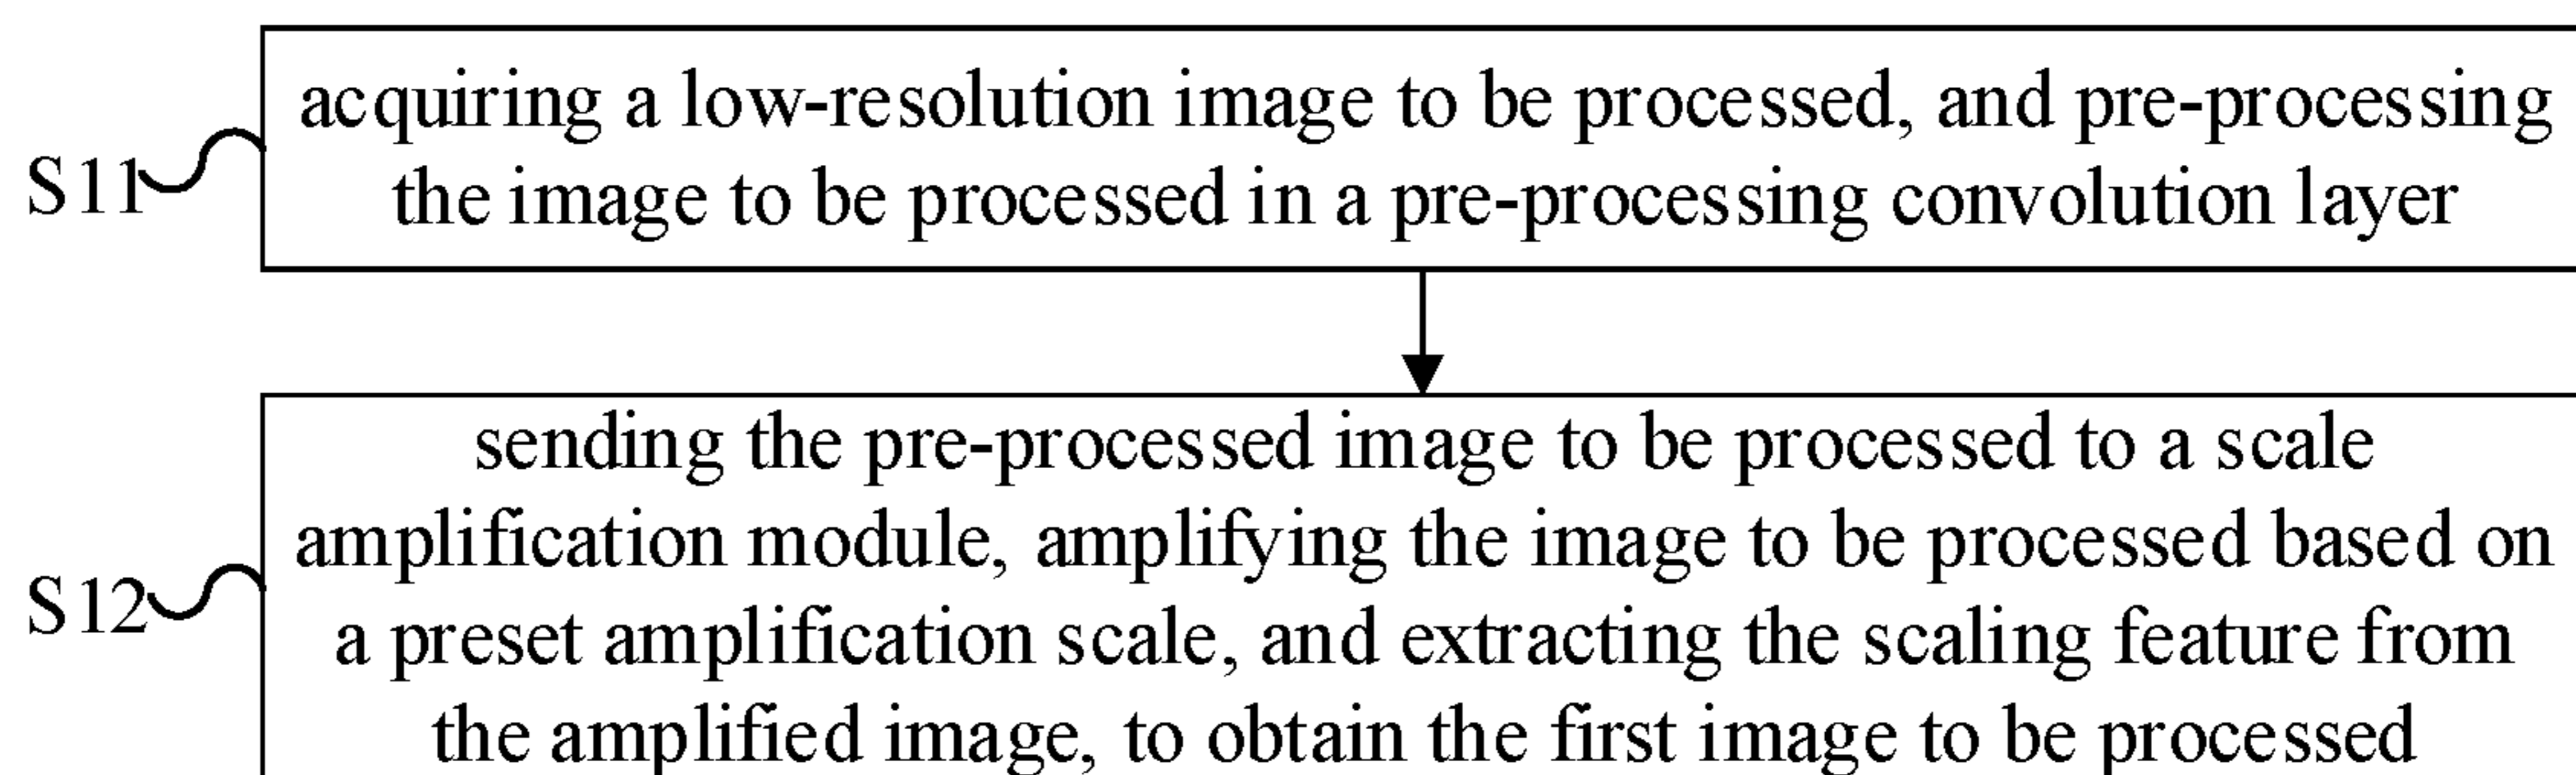 acquiring a low-resolution image to be processed, and pre-processing
S11 the image to be processed in a pre-processing convolution layer
sending the pre-processed image to be processed to a scale
amplification module, amplifying the image to be processed based on
S12 a preset amplification scale, and extracting the scaling feature from
the amplified image, to obtain the first image to be processed